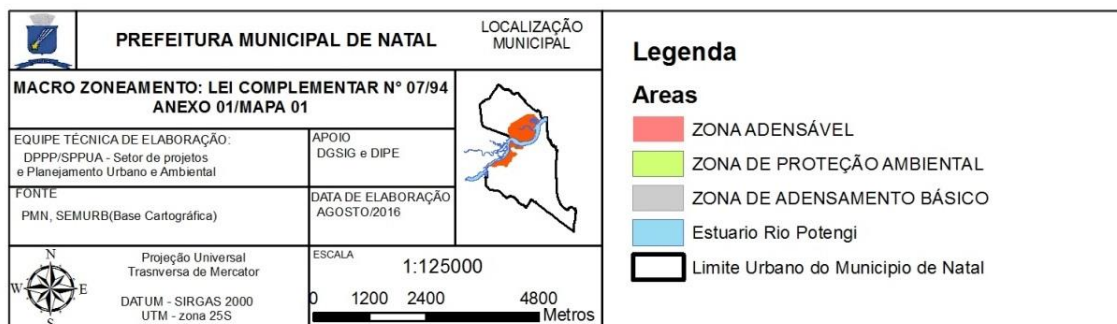 PREFEITURA MUNICIPAL DE NATAL
LOCALIZAÇÃO
MUNICIPAL
MACRO ZONEAMENTO: LEI COMPLEMENTAR Nº 07/94
ANEXO 01/MAPA 01
EQUIPE TÉCNICA DE ELABORAÇÃO:
DPPP/SPPUA - Setor de projetos
e Planejamento Urbano e Ambiental
APOIO
DGSIG e DIPE
FONTE
PMN, SEMURB(Base Cartográfica)
DATA DE ELABORAÇÃO
AGOSTO/2016
N
W
E
S
Projeção Universal
Trasnversa de Mercator
DATUM - SIRGAS 2000
UTM - zona 25S
ESCALA
1:125000
0 1200 2400 4800
Metros
Legenda
Areas
ZONA ADENSÁVEL
ZONA DE PROTEÇÃO AMBIENTAL
ZONA DE ADENSAMENTO BÁSICO
Estuario Rio Potengi
Limite Urbano do Municipio de Natal